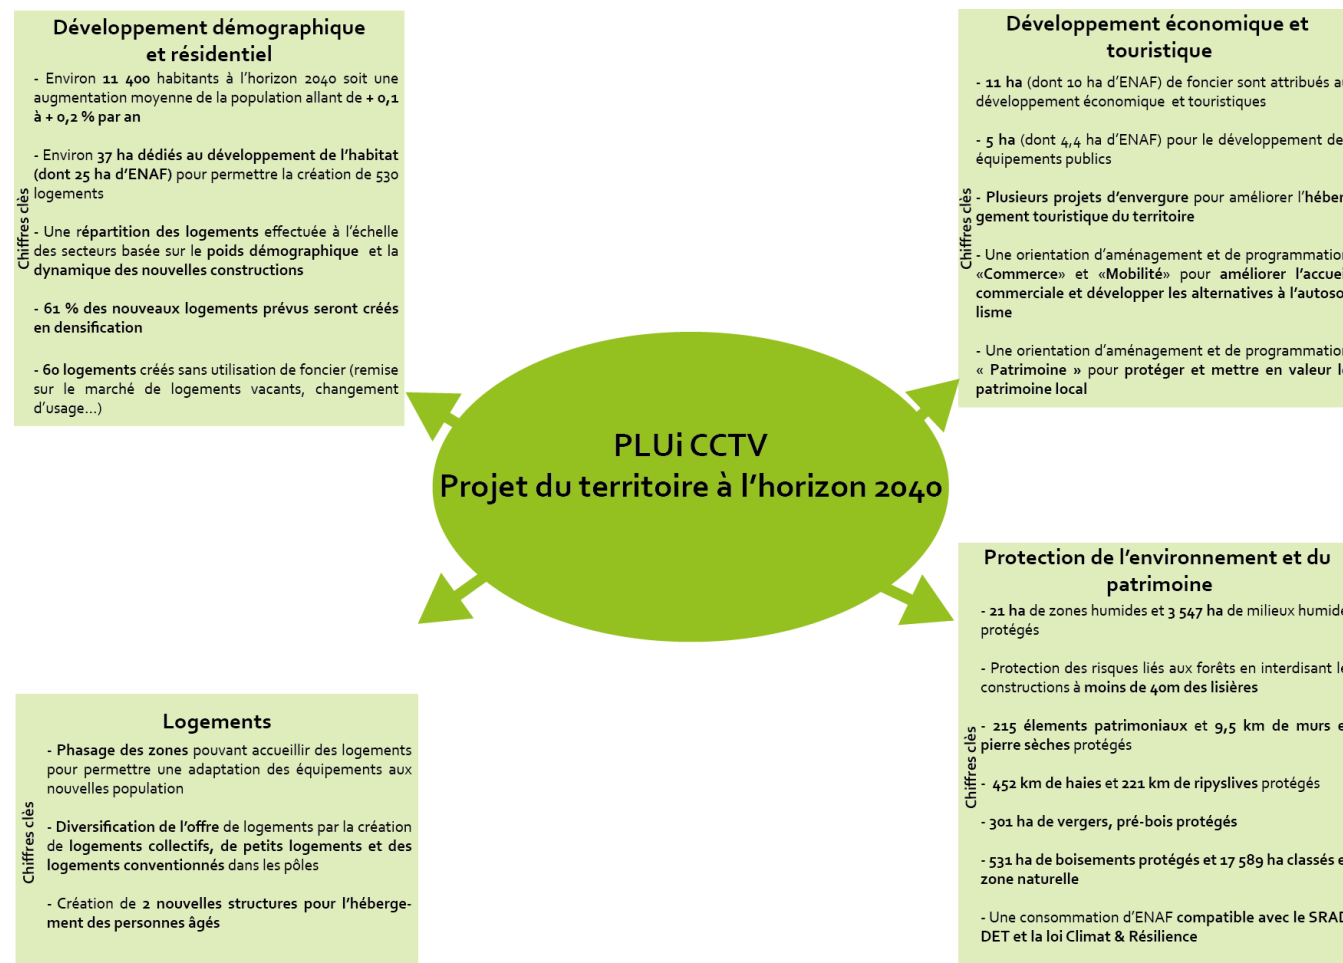 Développement démographique
et résidentiel
Chiffres clès
- Environ 11 400 habitants à l'horizon 2040 soit une
augmentation moyenne de la population allant de + 0,1
à + 0,2 % par an
- Environ 37 ha dédiés au développement de l'habitat
(dont 25 ha d'ENAF) pour permettre la création de 530
logements
- Une répartition des logements effectuée à l'échelle
des secteurs basée sur le poids démographique et la
dynamique des nouvelles constructions
- 61 % des nouveaux logements prévus seront créés
en densification
- 60 logements créés sans utilisation de foncier (remise
sur le marché de logements vacants, changement
d'usage...)
Développement économique et
touristique
Chiffres clès
- 11 ha (dont 10 ha d'ENAF) de foncier sont attribués au
développement économique et touristiques
- 5 ha (dont 4,4 ha d'ENAF) pour le développement de
équipements publics
- Plusieurs projets d'envergure pour améliorer l'héber
gement touristique du territoire
- Une orientation d'aménagement et de programmation
«Commerce» et «Mobilité» pour améliorer l'accuei
commerciale et développer les alternatives à l'autoso
lisme
- Une orientation d'aménagement et de programmation
« Patrimoine » pour protéger et mettre en valeur le
patrimoine local
PLUi CCTV
Projet du territoire à l'horizon 2040
Logements
Chiffres clès
- Phasage des zones pouvant accueillir des logements
pour permettre une adaptation des équipements aux
nouvelles population
- Diversification de l'offre de logements par la création
de logements collectifs, de petits logements et des
logements conventionnés dans les pôles
- Création de 2 nouvelles structures pour l'héberge-
ment des personnes âgés
Protection de l'environnement et du
patrimoine
Chiffres clès
- 21 ha de zones humides et 3 547 ha de milieux humide
protégés
- Protection des risques liés aux forêts en interdisant le
constructions à moins de 40m des lisières
- 215 élements patrimoniaux et 9,5 km de murs e
pierre sèches protégés
- 452 km de haies et 221 km de ripyslives protégés
- 301 ha de vergers, pré-bois protégés
- 531 ha de boisements protégés et 17 589 ha classés e
zone naturelle
- Une consommation d'ENAF compatible avec le SRAD
DET et la loi Climat & Résilience